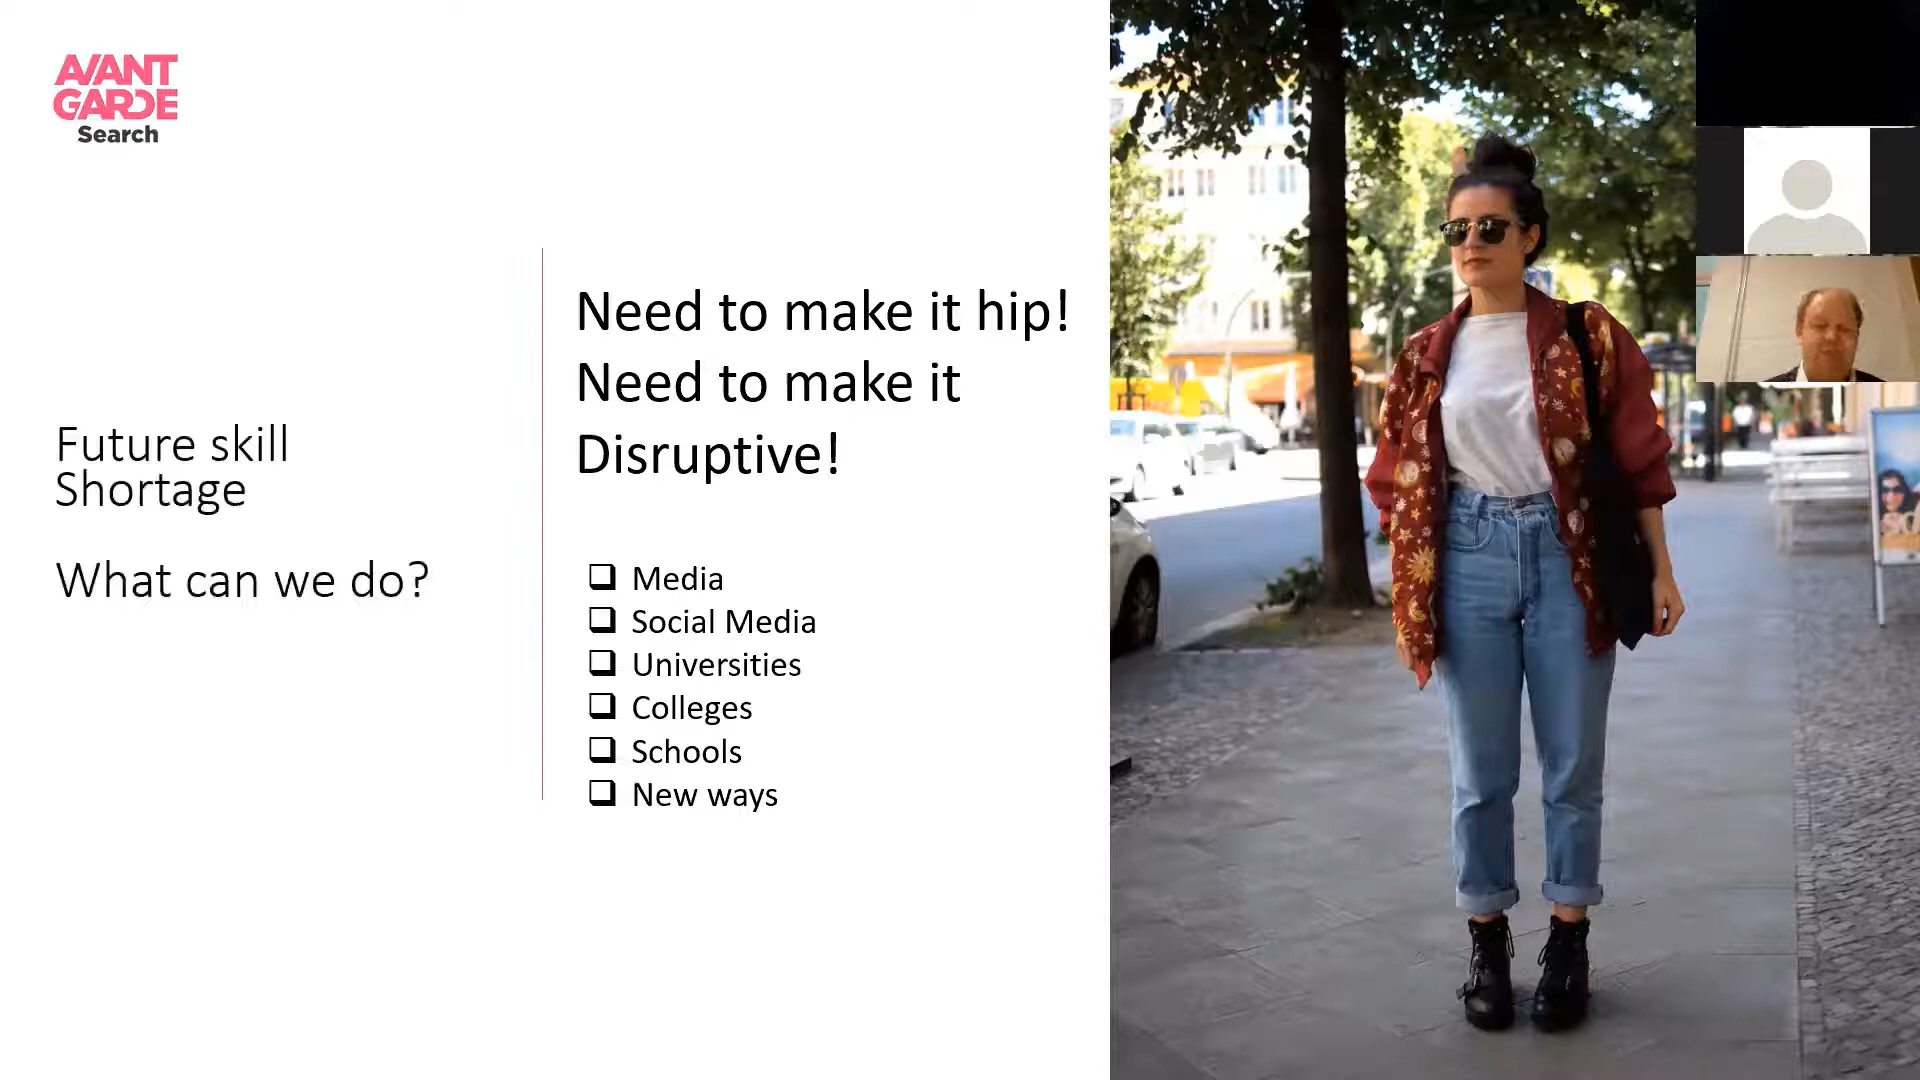 AVANT
GARDE
Search
Future skill
Shortage
What can we do?
Need to make it hip!
Need to make it
Disruptive!
Media
Social Media
Universities
Colleges
Schools
New ways